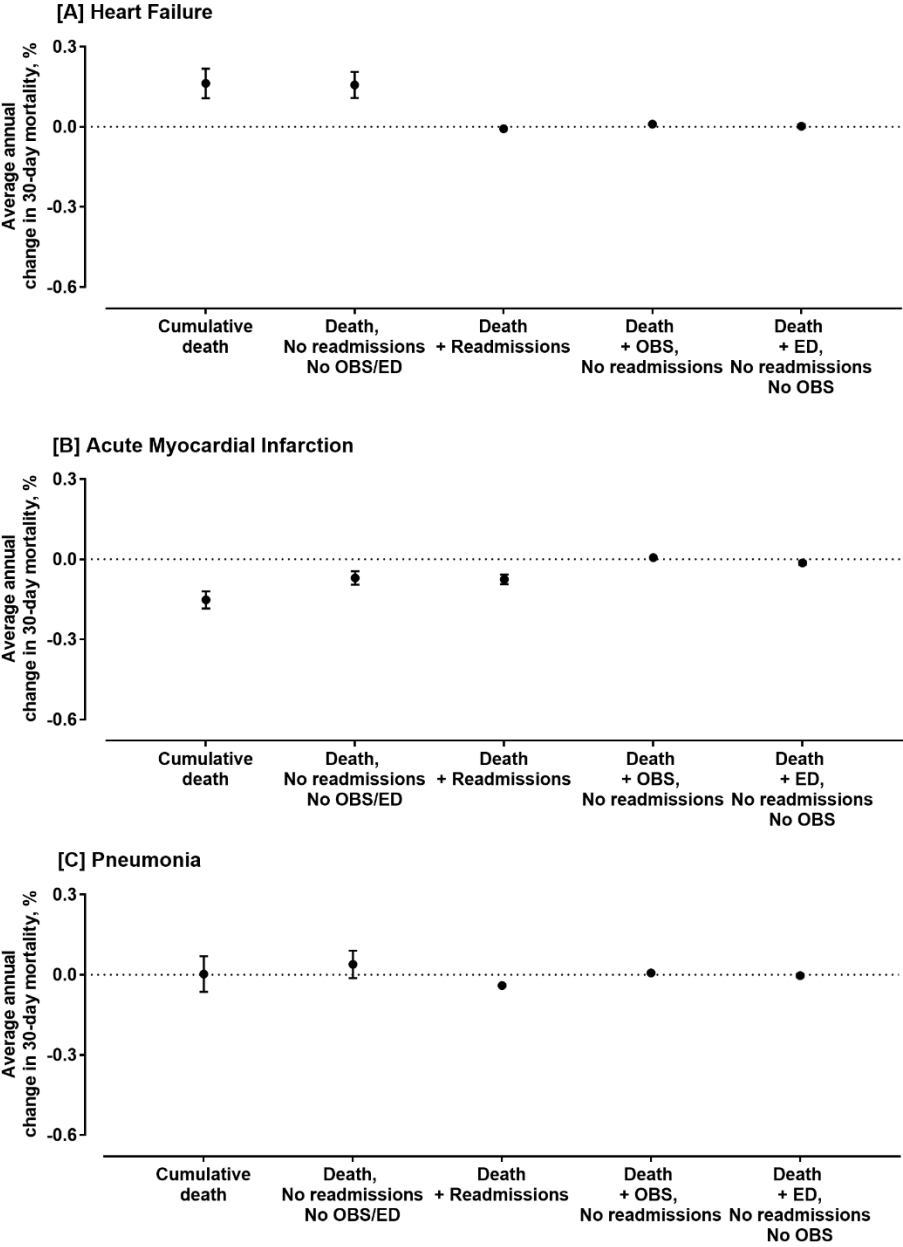 [A] Heart Failure
Average annual
change in 30-day mortality, %
0.3
0.0
-0.3
-0.6
Cumulative
death
Death,
No readmissions
No OBS/ED
Death
+ Readmissions
Death
+ OBS,
No readmissions
Death
+ ED,
No readmissions
No OBS
[B] Acute Myocardial Infarction
Average annual
change in 30-day mortality, %
0.3
0.0
-0.3
-0.6
Cumulative
death
Death,
No readmissions
No OBS/ED
Death
+ Readmissions
Death
+ OBS,
No readmissions
Death
+ ED,
No readmissions
No OBS
[C] Pneumonia
Average annual
change in 30-day mortality, %
0.3
0.0
-0.3
-0.6
Cumulative
death
Death,
No readmissions
No OBS/ED
Death
+ Readmissions
Death
+ OBS,
No readmissions
Death
+ ED,
No readmissions
No OBS